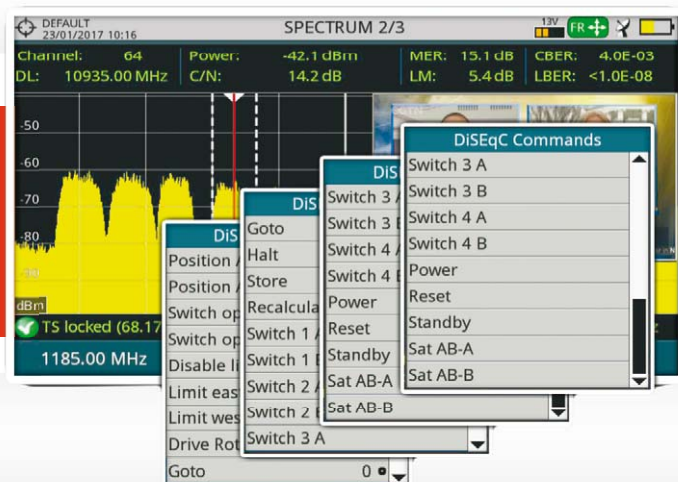 DEFAULT
23/01/2017 10:16
SPECTRUM 2/3
13V
FR
Channel: 64 Power: -42.1 dBm MER: 15.1 dB CBER: 4.0E-03
DL: 10935.00 MHz C/N: 14.2 dB LM: 5.4 dB LBER: <1.0E-08
-50
-60
-70
-80
-90
dBm
TS locked (68.17
1185.00 MHz
DiS
Position
Position
Switch op
Switch op
Disable li
Limit eas
Limit wes
Drive Rot
Goto 0
DiS
Goto
Halt
Store
Recalcula
Switch 1
Switch 1
Switch 2
Switch 2
Switch 3 A
DiS
Switch 3
Switch 3
Switch 4
Switch 4
Power
Reset
Standby
Sat AB-A
Sat AB-B
DiSEqC Commands
Switch 3 A
Switch 3 B
Switch 4 A
Switch 4 B
Power
Reset
Standby
Sat AB-A
Sat AB-B